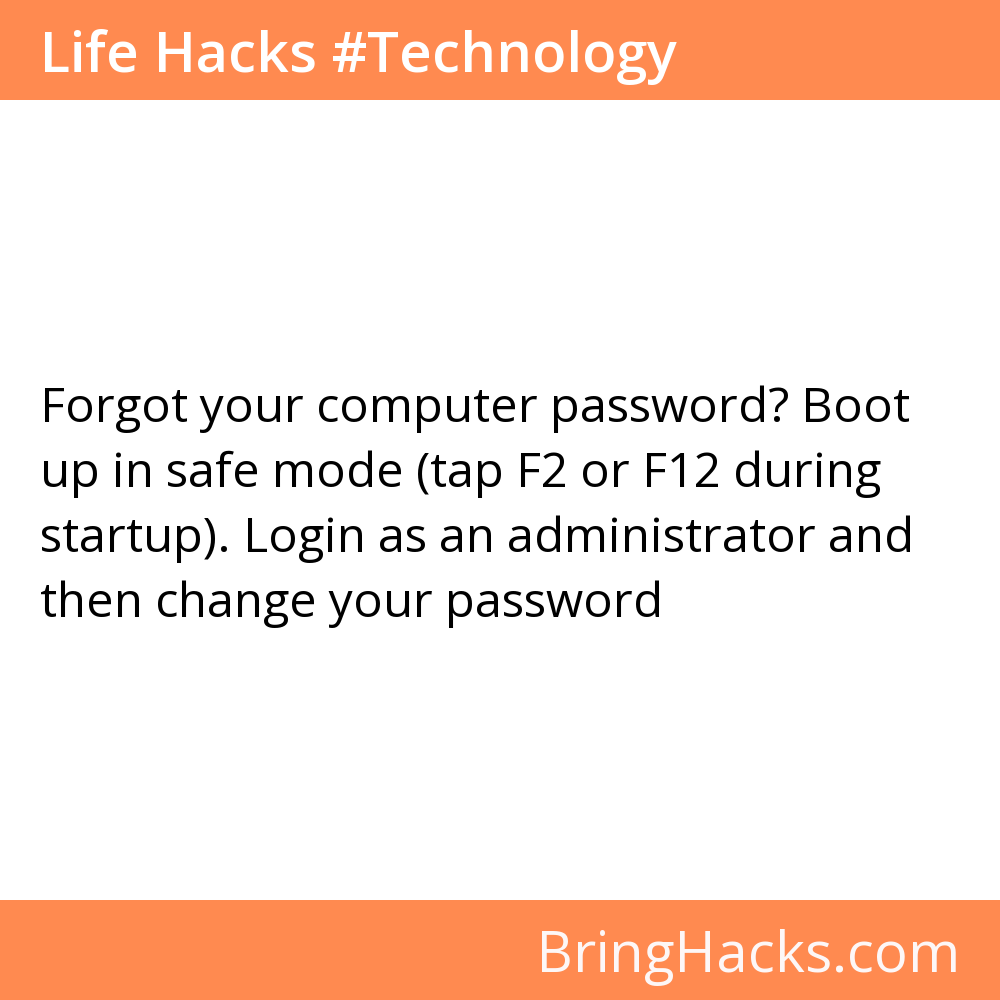 Life Hacks #Technology
Forgot your computer password? Boot
up in safe mode (tap F2 or F12 during
startup). Login as an administrator and
then change your password
BringHacks.com